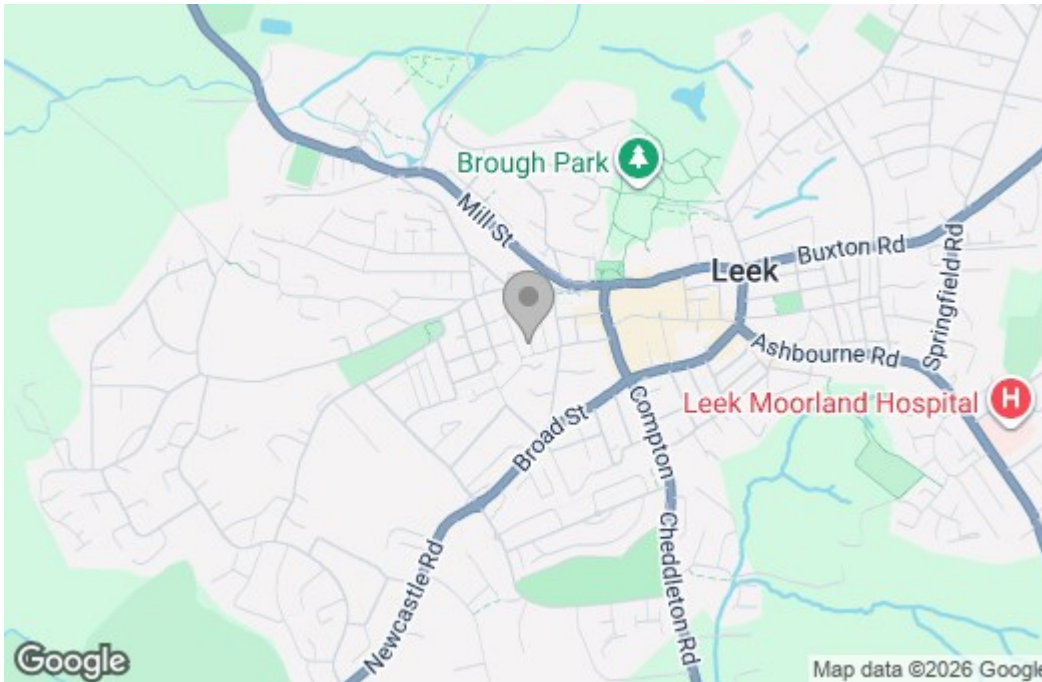 Brough Park
Mill St
Buxton Rd
Leek
Springfield Rd
Ashbourne Rd
Leek Moorland Hospital
H
Compton
Broad St
Cheddleton Rd
Newcastle Rd
Google
Map data ©2026 Google